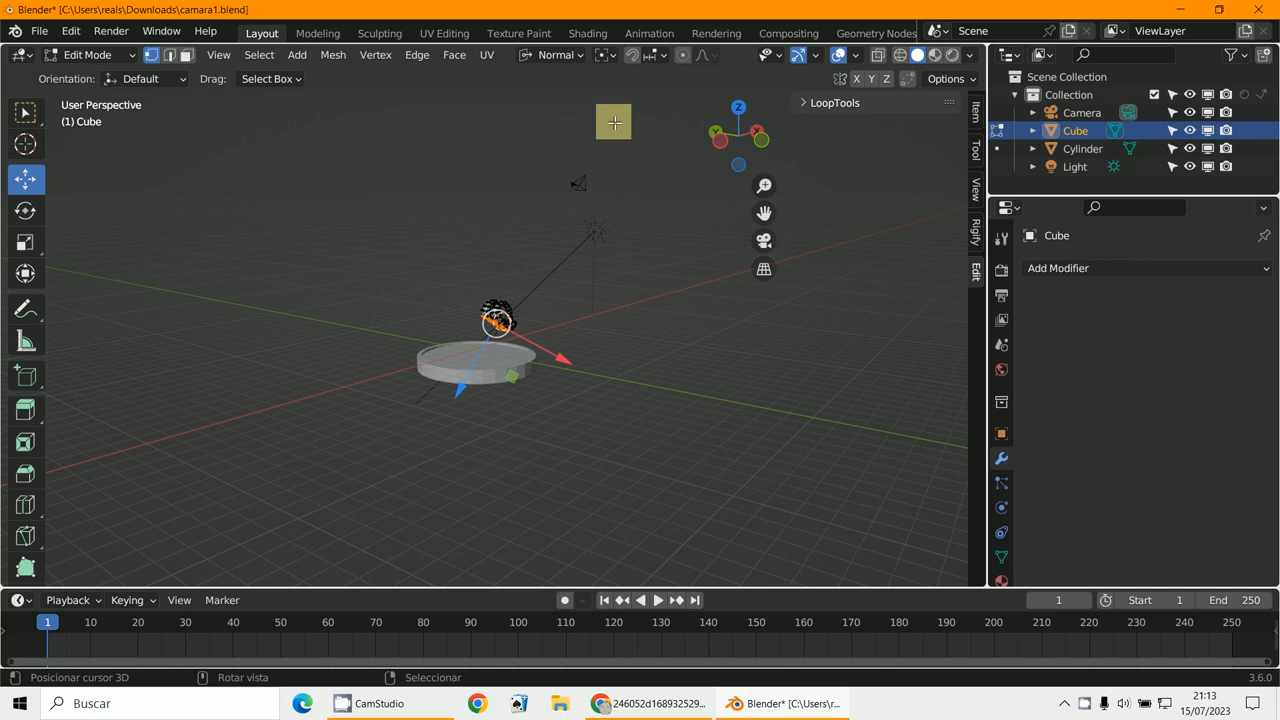 Blender* [C:\Users\reals\Downloads\camara1.blend]
File Edit Render Window Help Layout Modeling Sculpting UV Editing Texture Paint Shading Animation Rendering Compositing Geometry Nodes Scene ViewLayer
Edit Mode View Select Add Mesh Vertex Edge Face UV Normal
Orientation: Default Drag: Select Box X Y Z Options
User Perspective
(1) Cube
LoopTools
Z
Y
X
Item
Tool
View
Rigify
Edit
Scene Collection
Collection
Camera
Cube
Cylinder
Light
Cube
Add Modifier
Playback Keying View Marker 1 Start 1 End 250
1 10 20 30 40 50 60 70 80 90 100 110 120 130 140 150 160 170 180 190 200 210 220 230 240 250
Posicionar cursor 3D Rotar vista Seleccionar 3.6.0
Buscar CamStudio 246052d168932529... Blender* [C:\Users\r... 21:13
15/07/2023